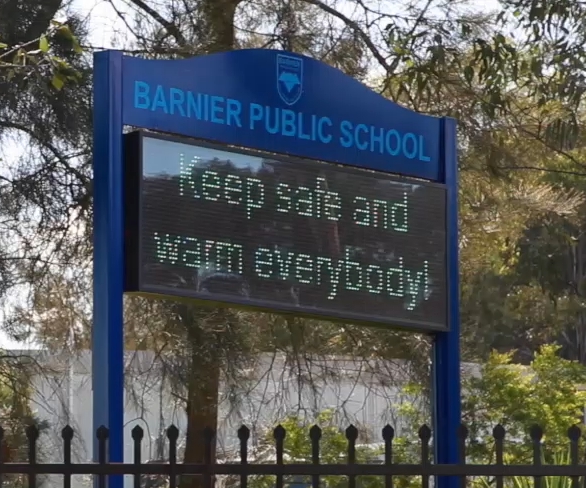 BARNIER PUBLIC SCHOOL
Keep safe and
warm everybody!